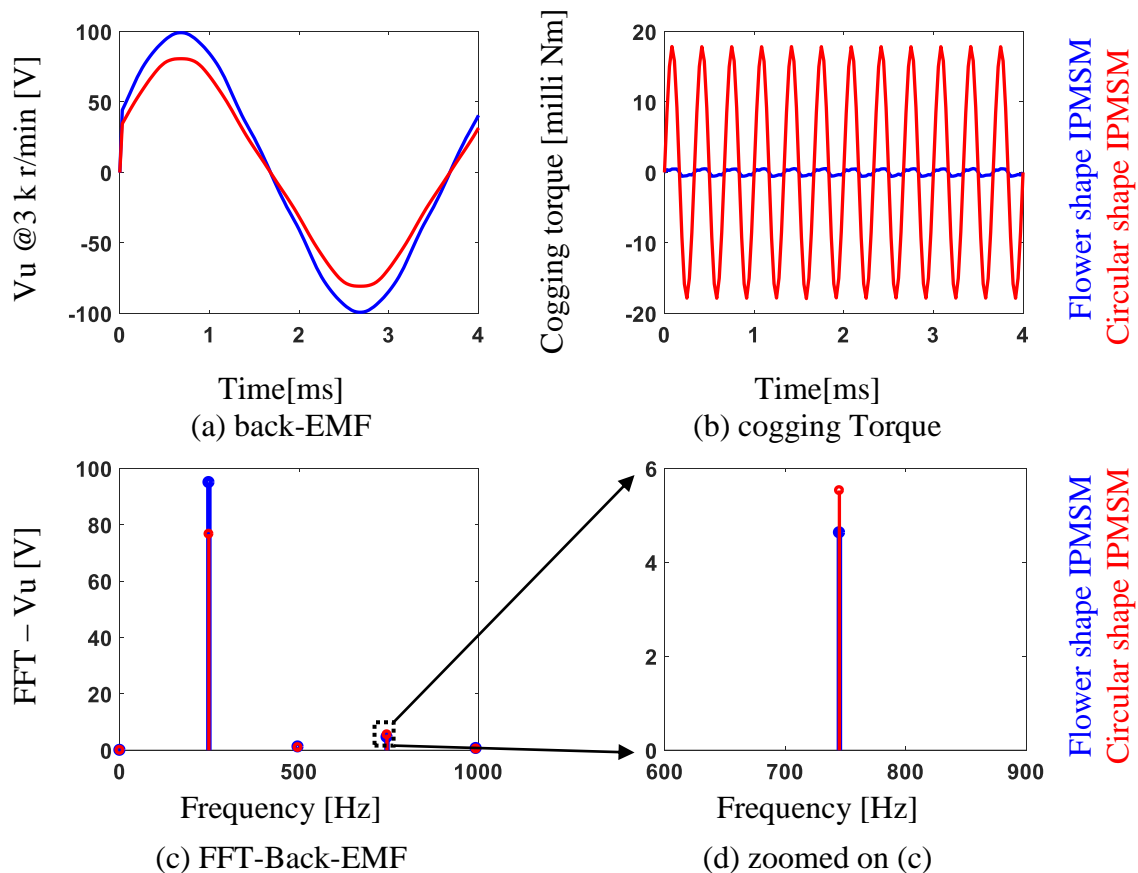 Vu @3 k r/min [V]
100
50
0
-50
-100
0 1 2 3 4
Time[ms]
(a) back-EMF
Cogging torque [milli Nm]
20
10
0
-10
-20
0 1 2 3 4
Time[ms]
(b) cogging Torque
Flower shape IPMSM
Circular shape IPMSM
FFT – Vu [V]
100
80
60
40
20
0
0 500 1000
Frequency [Hz]
(c) FFT-Back-EMF
6
4
2
0
600 700 800 900
Frequency [Hz]
(d) zoomed on (c)
Flower shape IPMSM
Circular shape IPMSM